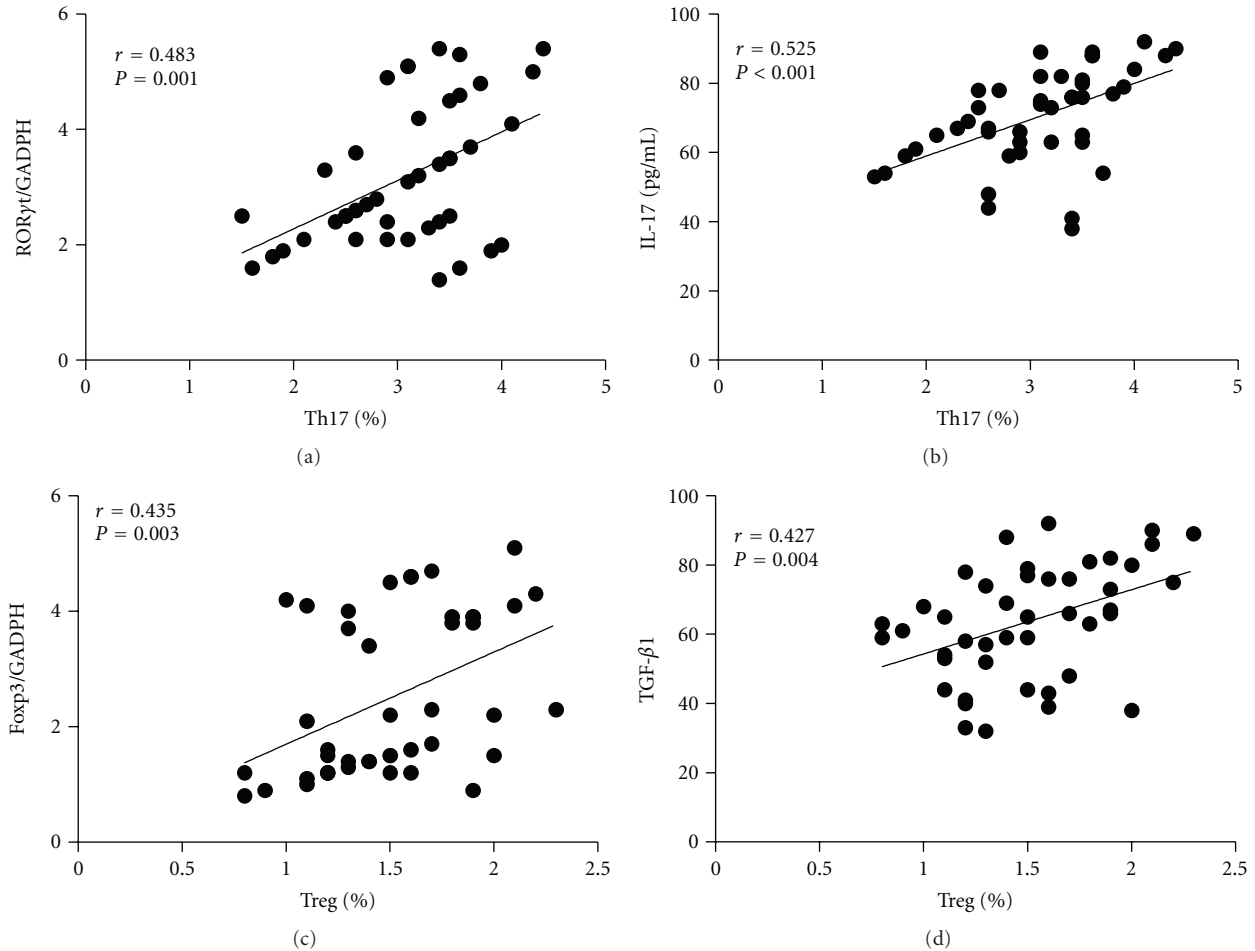 6
4
2
0
RORγt/GADPH
r = 0.483
P = 0.001
0 1 2 3 4 5
Th17 (%)
(a)
100
80
60
40
20
0
IL-17 (pg/mL)
r = 0.525
P < 0.001
0 1 2 3 4 5
Th17 (%)
(b)
6
4
2
0
Foxp3/GADPH
r = 0.435
P = 0.003
0 0.5 1 1.5 2 2.5
Treg (%)
(c)
100
80
60
40
20
0
TGF-β1
r = 0.427
P = 0.004
0 0.5 1 1.5 2 2.5
Treg (%)
(d)